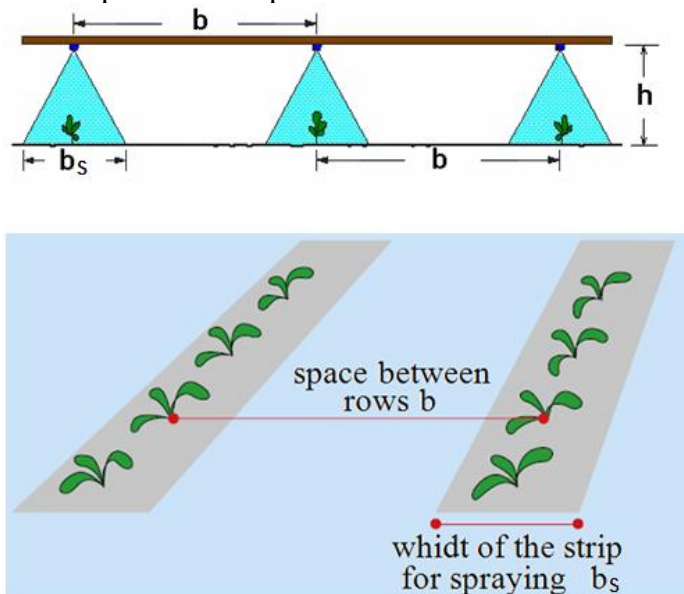 b
h
bs
b
space between
rows b
whidt of the strip
for spraying bs